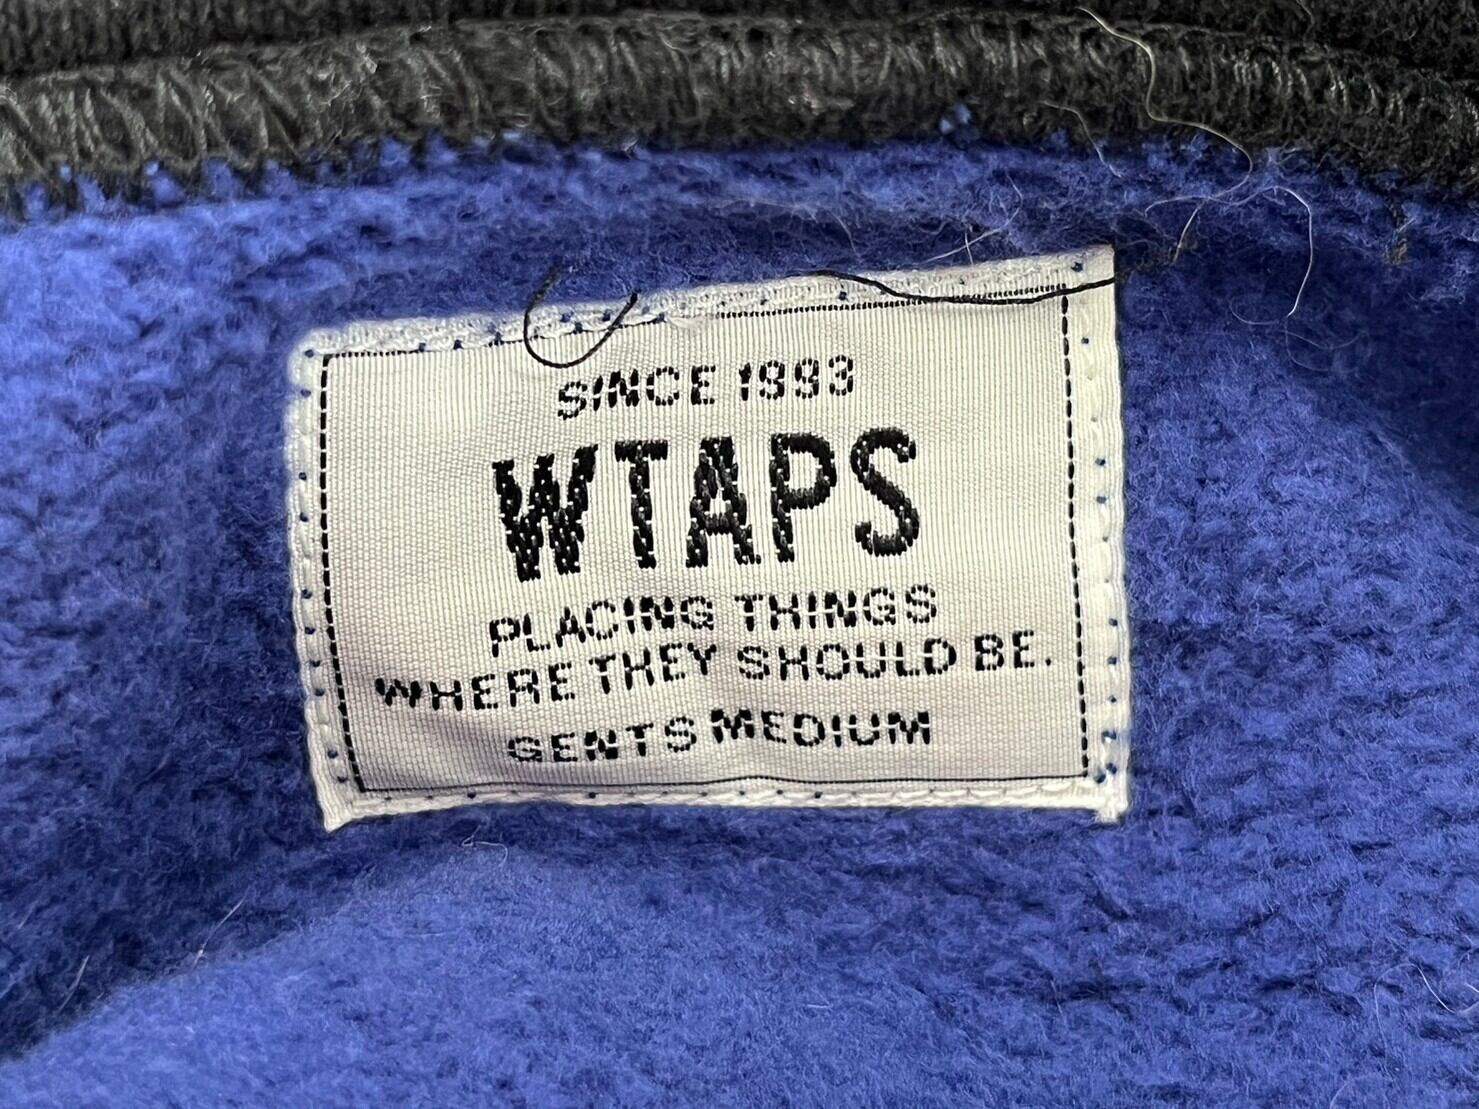 SINCE 1993
WTAPS
PLACING THINGS
WHERE THEY SHOULD BE.
GENTS MEDIUM